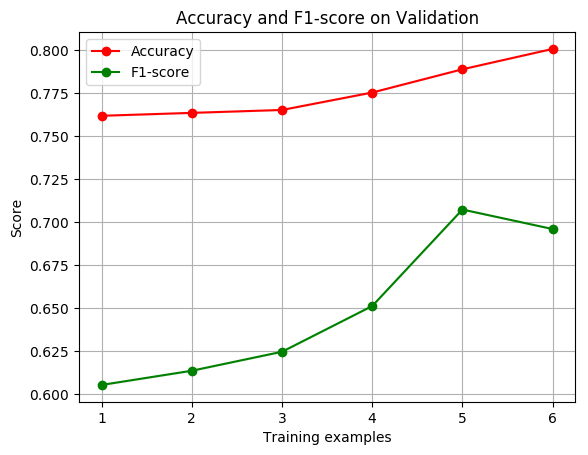 Accuracy and F1-score on Validation
Accuracy
F1-score
0.800
0.775
0.750
0.725
0.700
0.675
0.650
0.625
0.600
Score
1 2 3 4 5 6
Training examples